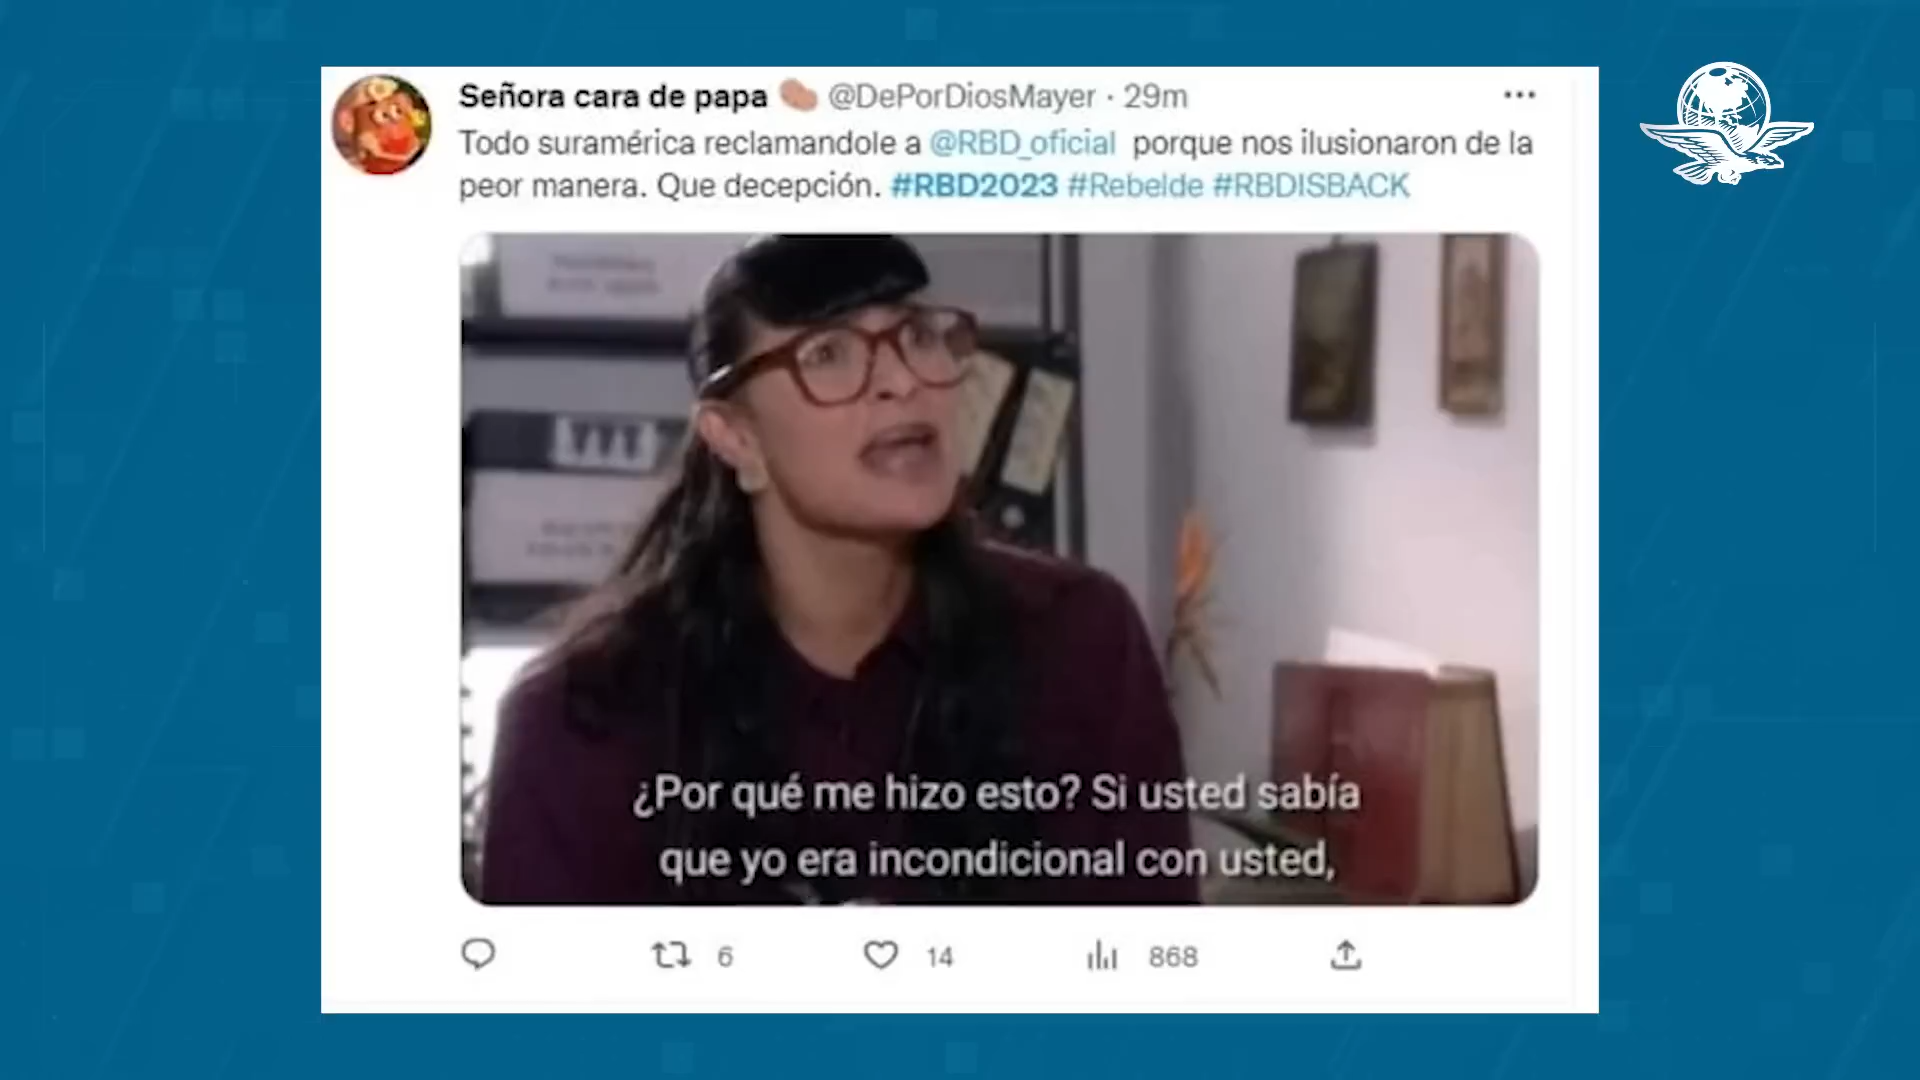 Señora cara de papa 🥔 @DePorDiosMayer · 29m
Todo suramérica reclamandole a @RBD_oficial porque nos ilusionaron de la
peor manera. Que decepción. #RBD2023 #Rebelde #RBDISBACK
¿Por qué me hizo esto? Si usted sabía
que yo era incondicional con usted,
6 14 868